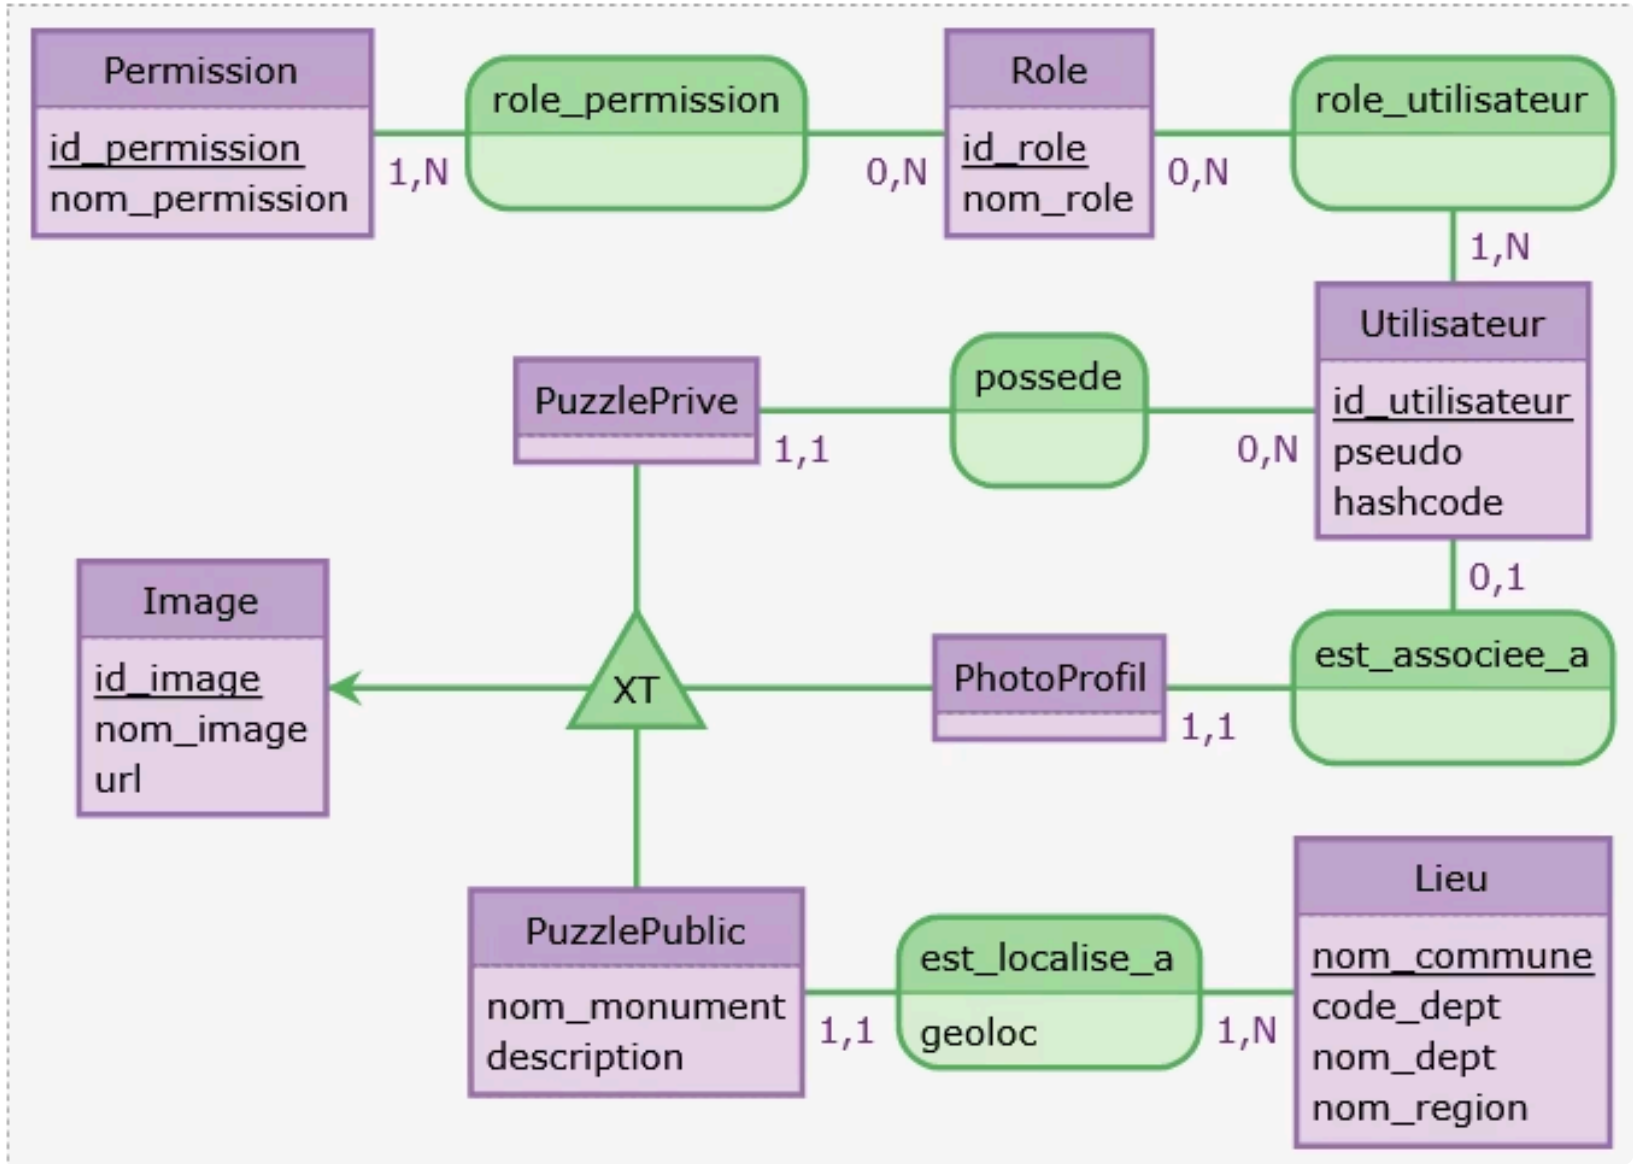 Permission
id_permission
nom_permission
1,N
role_permission
0,N
Role
id_role
nom_role
0,N
role_utilisateur
1,N
Utilisateur
id_utilisateur
pseudo
hashcode
PuzzlePrive
1,1
possede
0,N
0,1
Image
id_image
nom_image
url
XT
PhotoProfil
1,1
est_associee_a
PuzzlePublic
nom_monument
description
1,1
est_localise_a
geoloc
1,N
Lieu
nom_commune
code_dept
nom_dept
nom_region